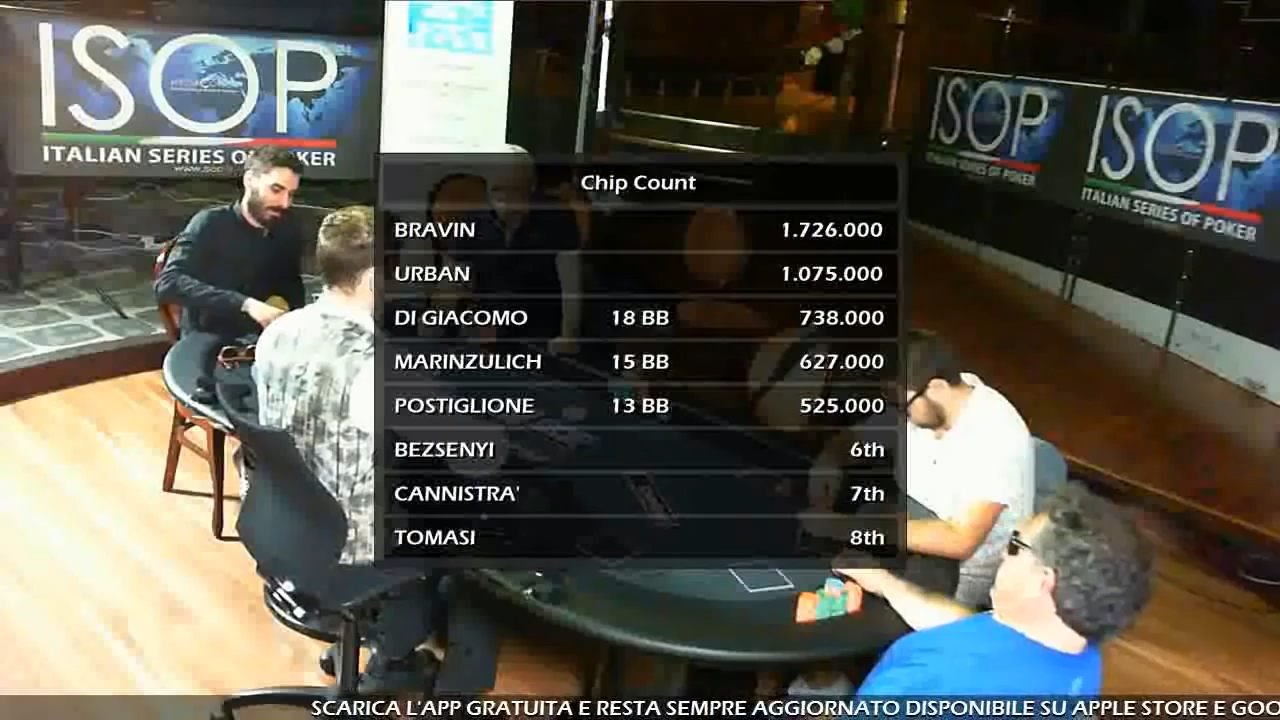 ISOP
ITALIAN SERIES OF POKER
ISOP
ITALIAN SERIES OF POKER
ISOP
ITALIAN SERIES OF POKER
Chip Count
BRAVIN 1.726.000
URBAN 1.075.000
DI GIACOMO 18 BB 738.000
MARINZULICH 15 BB 627.000
POSTIGLIONE 13 BB 525.000
BEZSENYI 6th
CANNISTRA' 7th
TOMASI 8th
SCARICA L'APP GRATUITA E RESTA SEMPRE AGGIORNATO DISPONIBILE SU APPLE STORE E GOO